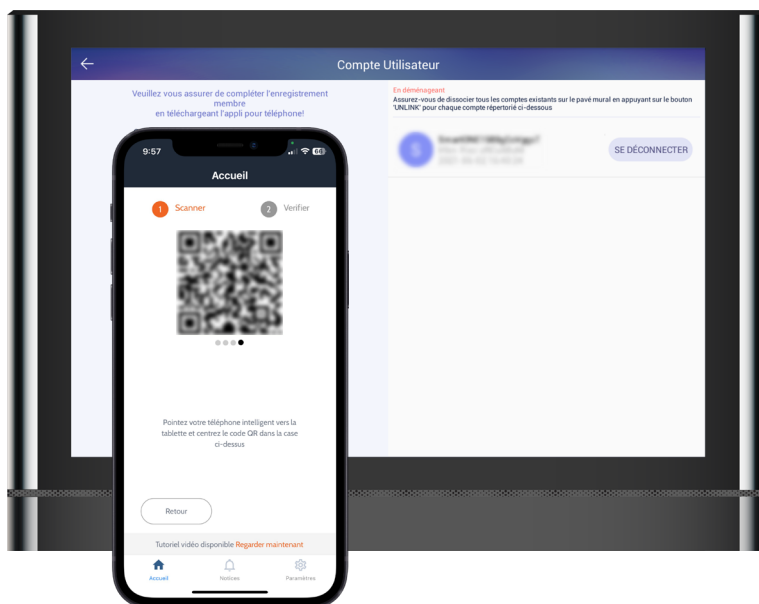 Compte Utilisateur
Veuillez vous assurer de compléter l'enregistrement
membre
en téléchargeant l'appli pour téléphone!
En déménageant
Assurez-vous de dissocier tous les comptes existants sur le pavé mural en appuyant sur le bouton
'UNLINK' pour chaque compte répertorié ci-dessous
S
SE DÉCONNECTER
9:57
66
Accueil
1 Scanner
2 Verifier
Pointez votre téléphone intelligent vers la
tablette et centrez le code QR dans la case
ci-dessus
Retour
Tutoriel vidéo disponible Regarder maintenant
Accueil
Notices
Paramètres